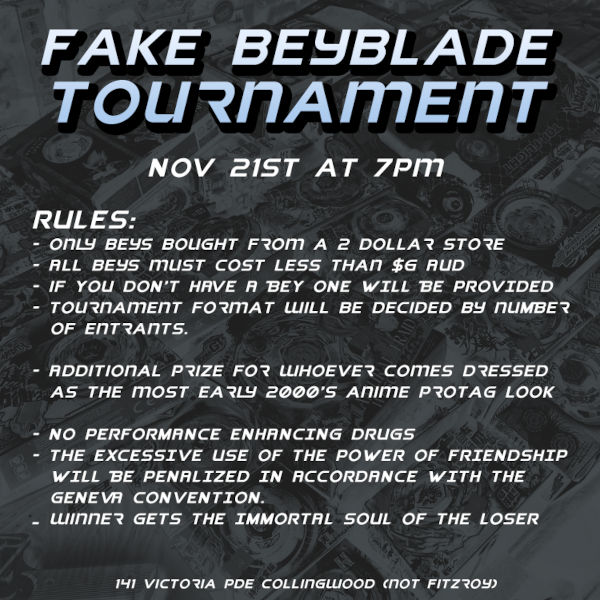 FAKE BEYBLADE
TOURNAMENT
NOV 21ST AT 7PM
RULES:
- ONLY BEYS BOUGHT FROM A 2 DOLLAR STORE
- ALL BEYS MUST COST LESS THAN $6 AUD
- IF YOU DON'T HAVE A BEY ONE WILL BE PROVIDED
- TOURNAMENT FORMAT WILL BE DECIDED BY NUMBER
OF ENTRANTS.
- ADDITIONAL PRIZE FOR WHOEVER COMES DRESSED
AS THE MOST EARLY 2000'S ANIME PROTAG LOOK
- NO PERFORMANCE ENHANCING DRUGS
- THE EXCESSIVE USE OF THE POWER OF FRIENDSHIP
WILL BE PENALIZED IN ACCORDANCE WITH THE
GENEVA CONVENTION.
- WINNER GETS THE IMMORTAL SOUL OF THE LOSER
141 VICTORIA PDE COLLINGWOOD (NOT FITZROY)